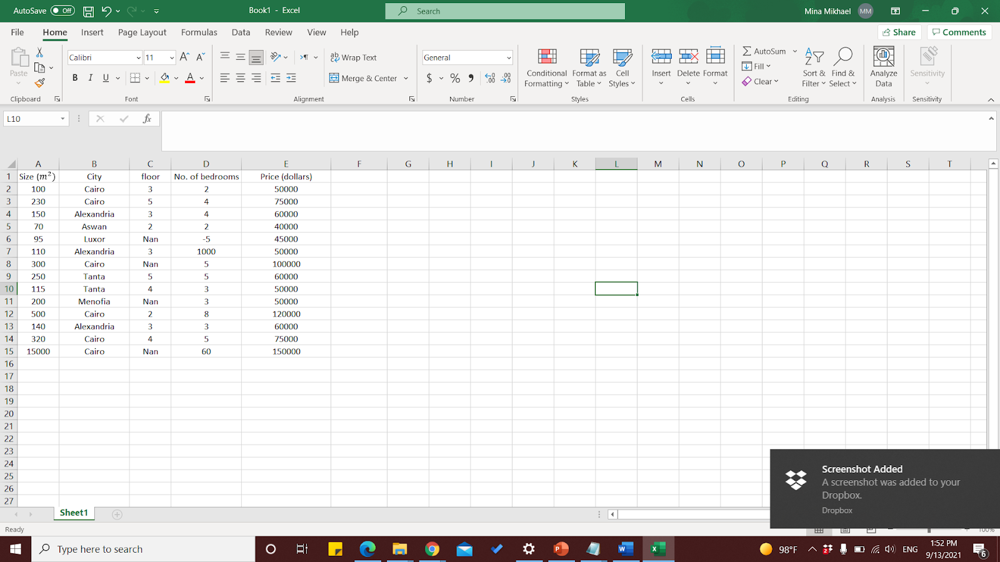 AutoSave Off Book1 - Excel Search Mina Mikhael MM
File Home Insert Page Layout Formulas Data Review View Help Share Comments
Paste Calibri 11 Wrap Text General Conditional Formatting Format as Table Cell Styles Insert Delete Format AutoSum Fill Clear Sort & Filter Find & Select Analyze Data Sensitivity
B I U Merge & Center $ %
Clipboard Font Alignment Number Styles Cells Editing Analysis Sensitivity
L10 fx
A B C D E F G H I J K L M N O P Q R S T
1 Size (m²) City floor No. of bedrooms Price (dollars)
2 100 Cairo 3 2 50000
3 230 Cairo 5 4 75000
4 150 Alexandria 3 4 60000
5 70 Aswan 2 2 40000
6 95 Luxor Nan -5 45000
7 110 Alexandria 3 1000 50000
8 300 Cairo Nan 5 100000
9 250 Tanta 5 5 60000
10 115 Tanta 4 3 50000
11 200 Menofia Nan 3 50000
12 500 Cairo 2 8 120000
13 140 Alexandria 3 3 60000
14 320 Cairo 4 5 75000
15 15000 Cairo Nan 60 150000
16
17
18
19
20
21
22
23
24
25
26
27
Screenshot Added
A screenshot was added to your
Dropbox.
Dropbox
Sheet1
Ready 100%
Type here to search 98°F ENG 1:52 PM
9/13/2021 6